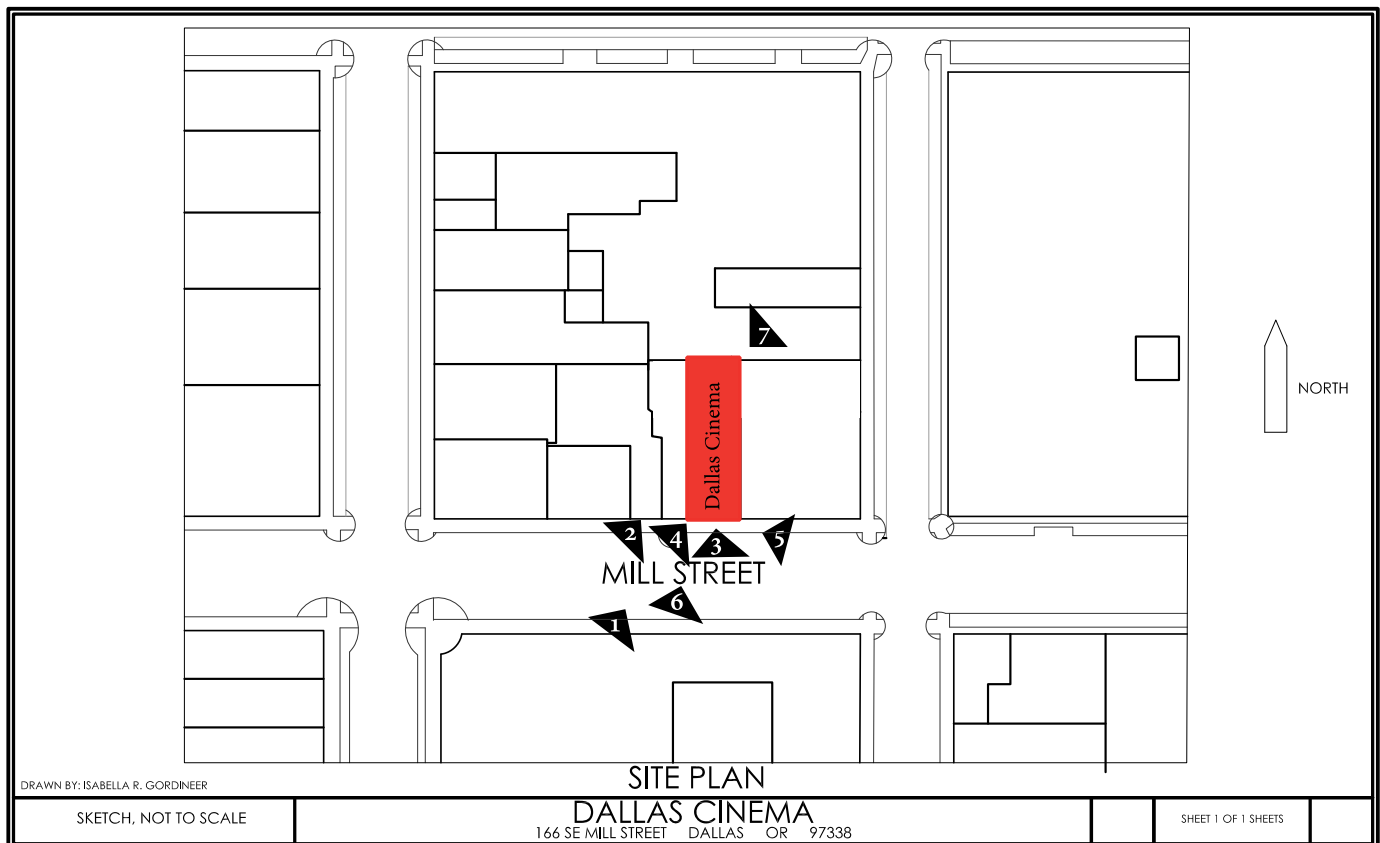 7
NORTH
Dallas Cinema
2
4
3
5
MILL STREET
6
1
SITE PLAN
DRAWN BY: ISABELLA R. GORDINEER
SKETCH, NOT TO SCALE
DALLAS CINEMA
166 SE MILL STREET DALLAS OR 97338
SHEET 1 OF 1 SHEETS